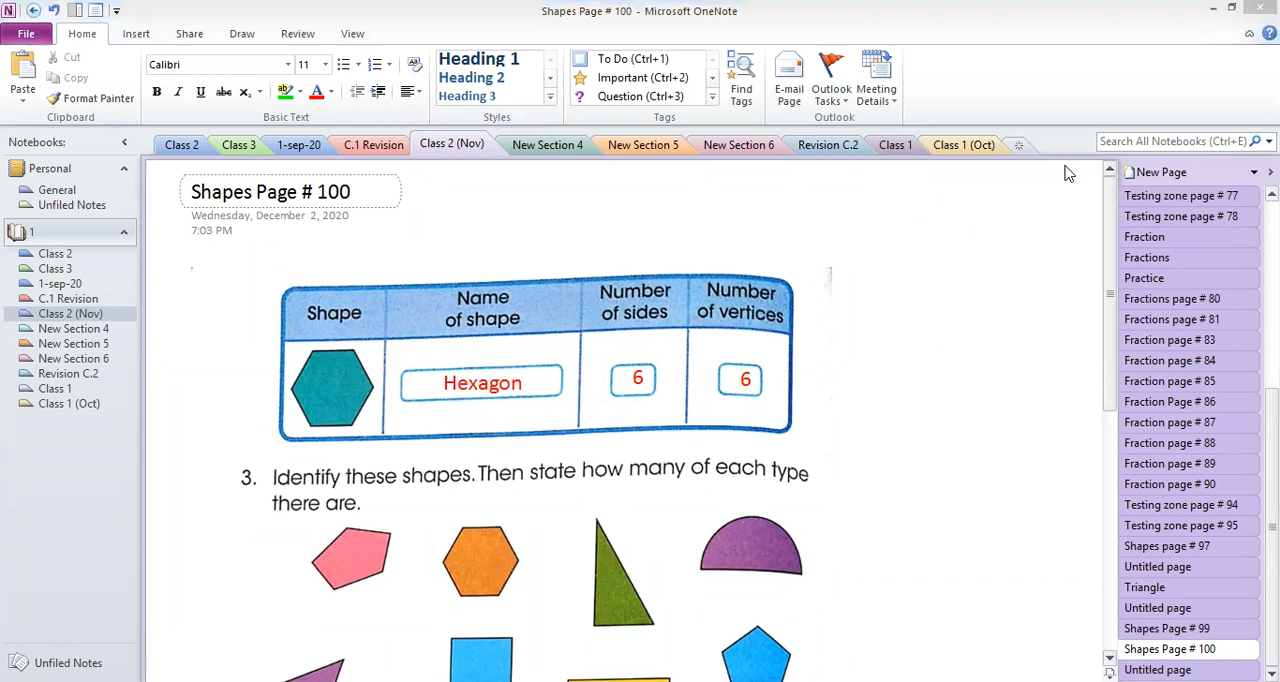 Shapes Page # 100 - Microsoft OneNote
File Home Insert Share Draw Review View
Paste
Cut
Copy
Format Painter
Clipboard
Calibri 11
B I U abc X₂ A
Basic Text
Heading 1
Heading 2
Heading 3
Styles
To Do (Ctrl+1)
Important (Ctrl+2)
? Question (Ctrl+3)
Tags
Find Tags
E-mail Page
Outlook Tasks
Meeting Details
Outlook
Notebooks:
Personal
General
Unfiled Notes
1
Class 2
Class 3
1-sep-20
C.1 Revision
Class 2 (Nov)
New Section 4
New Section 5
New Section 6
Revision C.2
Class 1
Class 1 (Oct)
Unfiled Notes
Class 2 Class 3 1-sep-20 C.1 Revision Class 2 (Nov) New Section 4 New Section 5 New Section 6 Revision C.2 Class 1 Class 1 (Oct)
Search All Notebooks (Ctrl+E)
Shapes Page # 100
Wednesday, December 2, 2020
7:03 PM
Shape Name of shape Number of sides Number of vertices
Hexagon 6 6
3. Identify these shapes. Then state how many of each type
there are.
New Page
Testing zone page # 77
Testing zone page # 78
Fraction
Fractions
Practice
Fractions page # 80
Fractions page # 81
Fraction page # 83
Fraction page # 84
Fraction page # 85
Fraction Page # 86
Fraction page # 87
Fraction page # 88
Fraction page # 89
Fraction page # 90
Testing zone page # 94
Testing zone page # 95
Shapes page # 97
Untitled page
Triangle
Untitled page
Shapes Page # 99
Shapes Page # 100
Untitled page